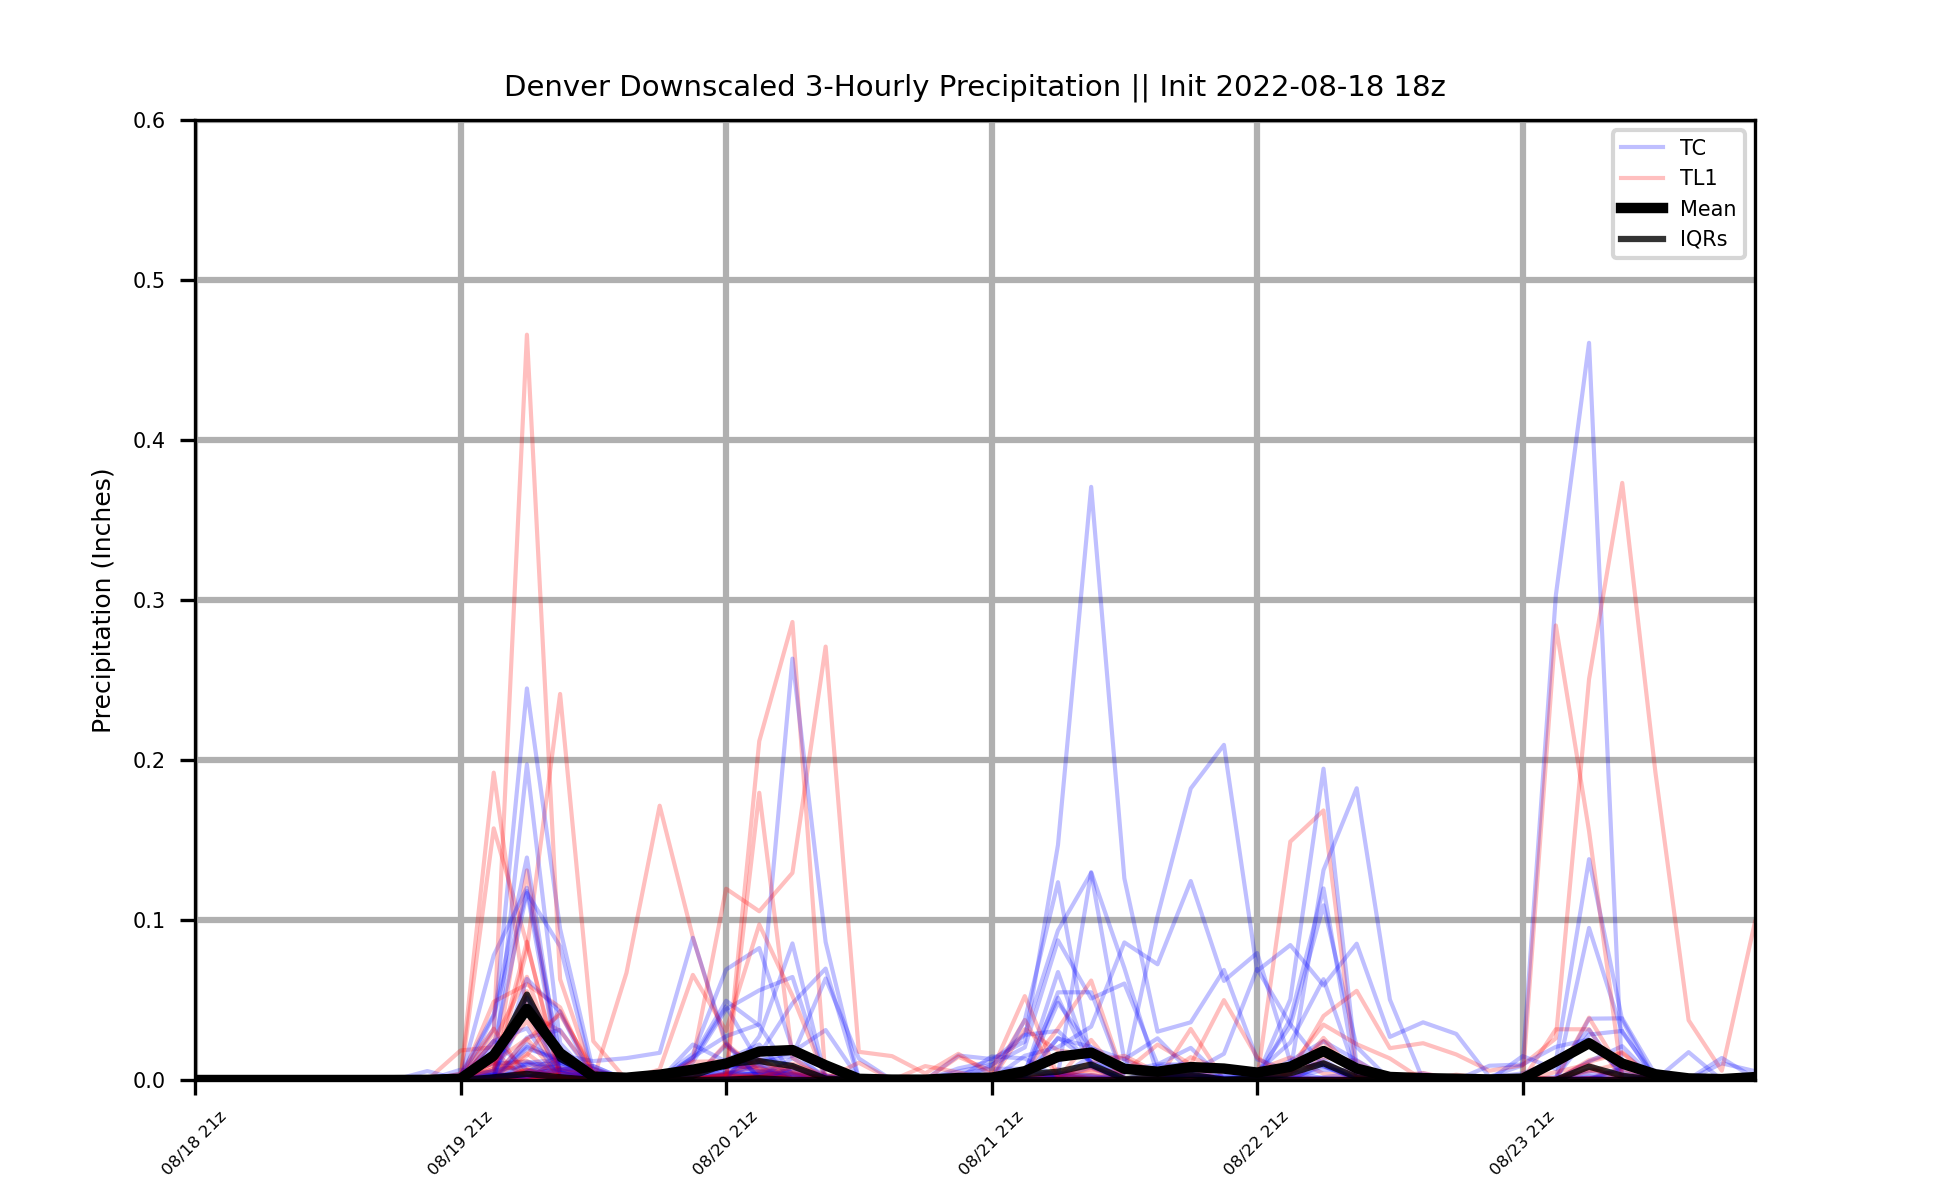 Denver Downscaled 3-Hourly Precipitation || Init 2022-08-18 18z
TC
TL1
Mean
IQRs
Precipitation (Inches)
0.6
0.5
0.4
0.3
0.2
0.1
0.0
08/18 21z
08/19 21z
08/20 21z
08/21 21z
08/22 21z
08/23 21z